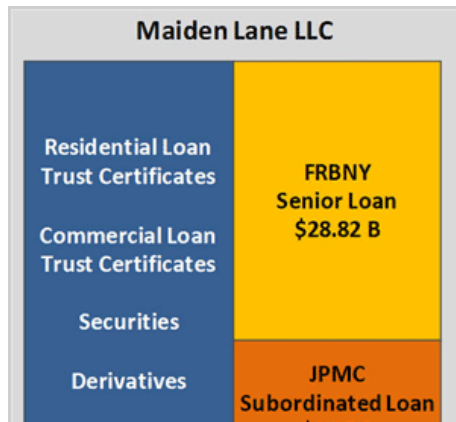 Maiden Lane LLC
Residential Loan
Trust Certificates
Commercial Loan
Trust Certificates
Securities
Derivatives
FRBNY
Senior Loan
$28.82 B
JPMC
Subordinated Loan